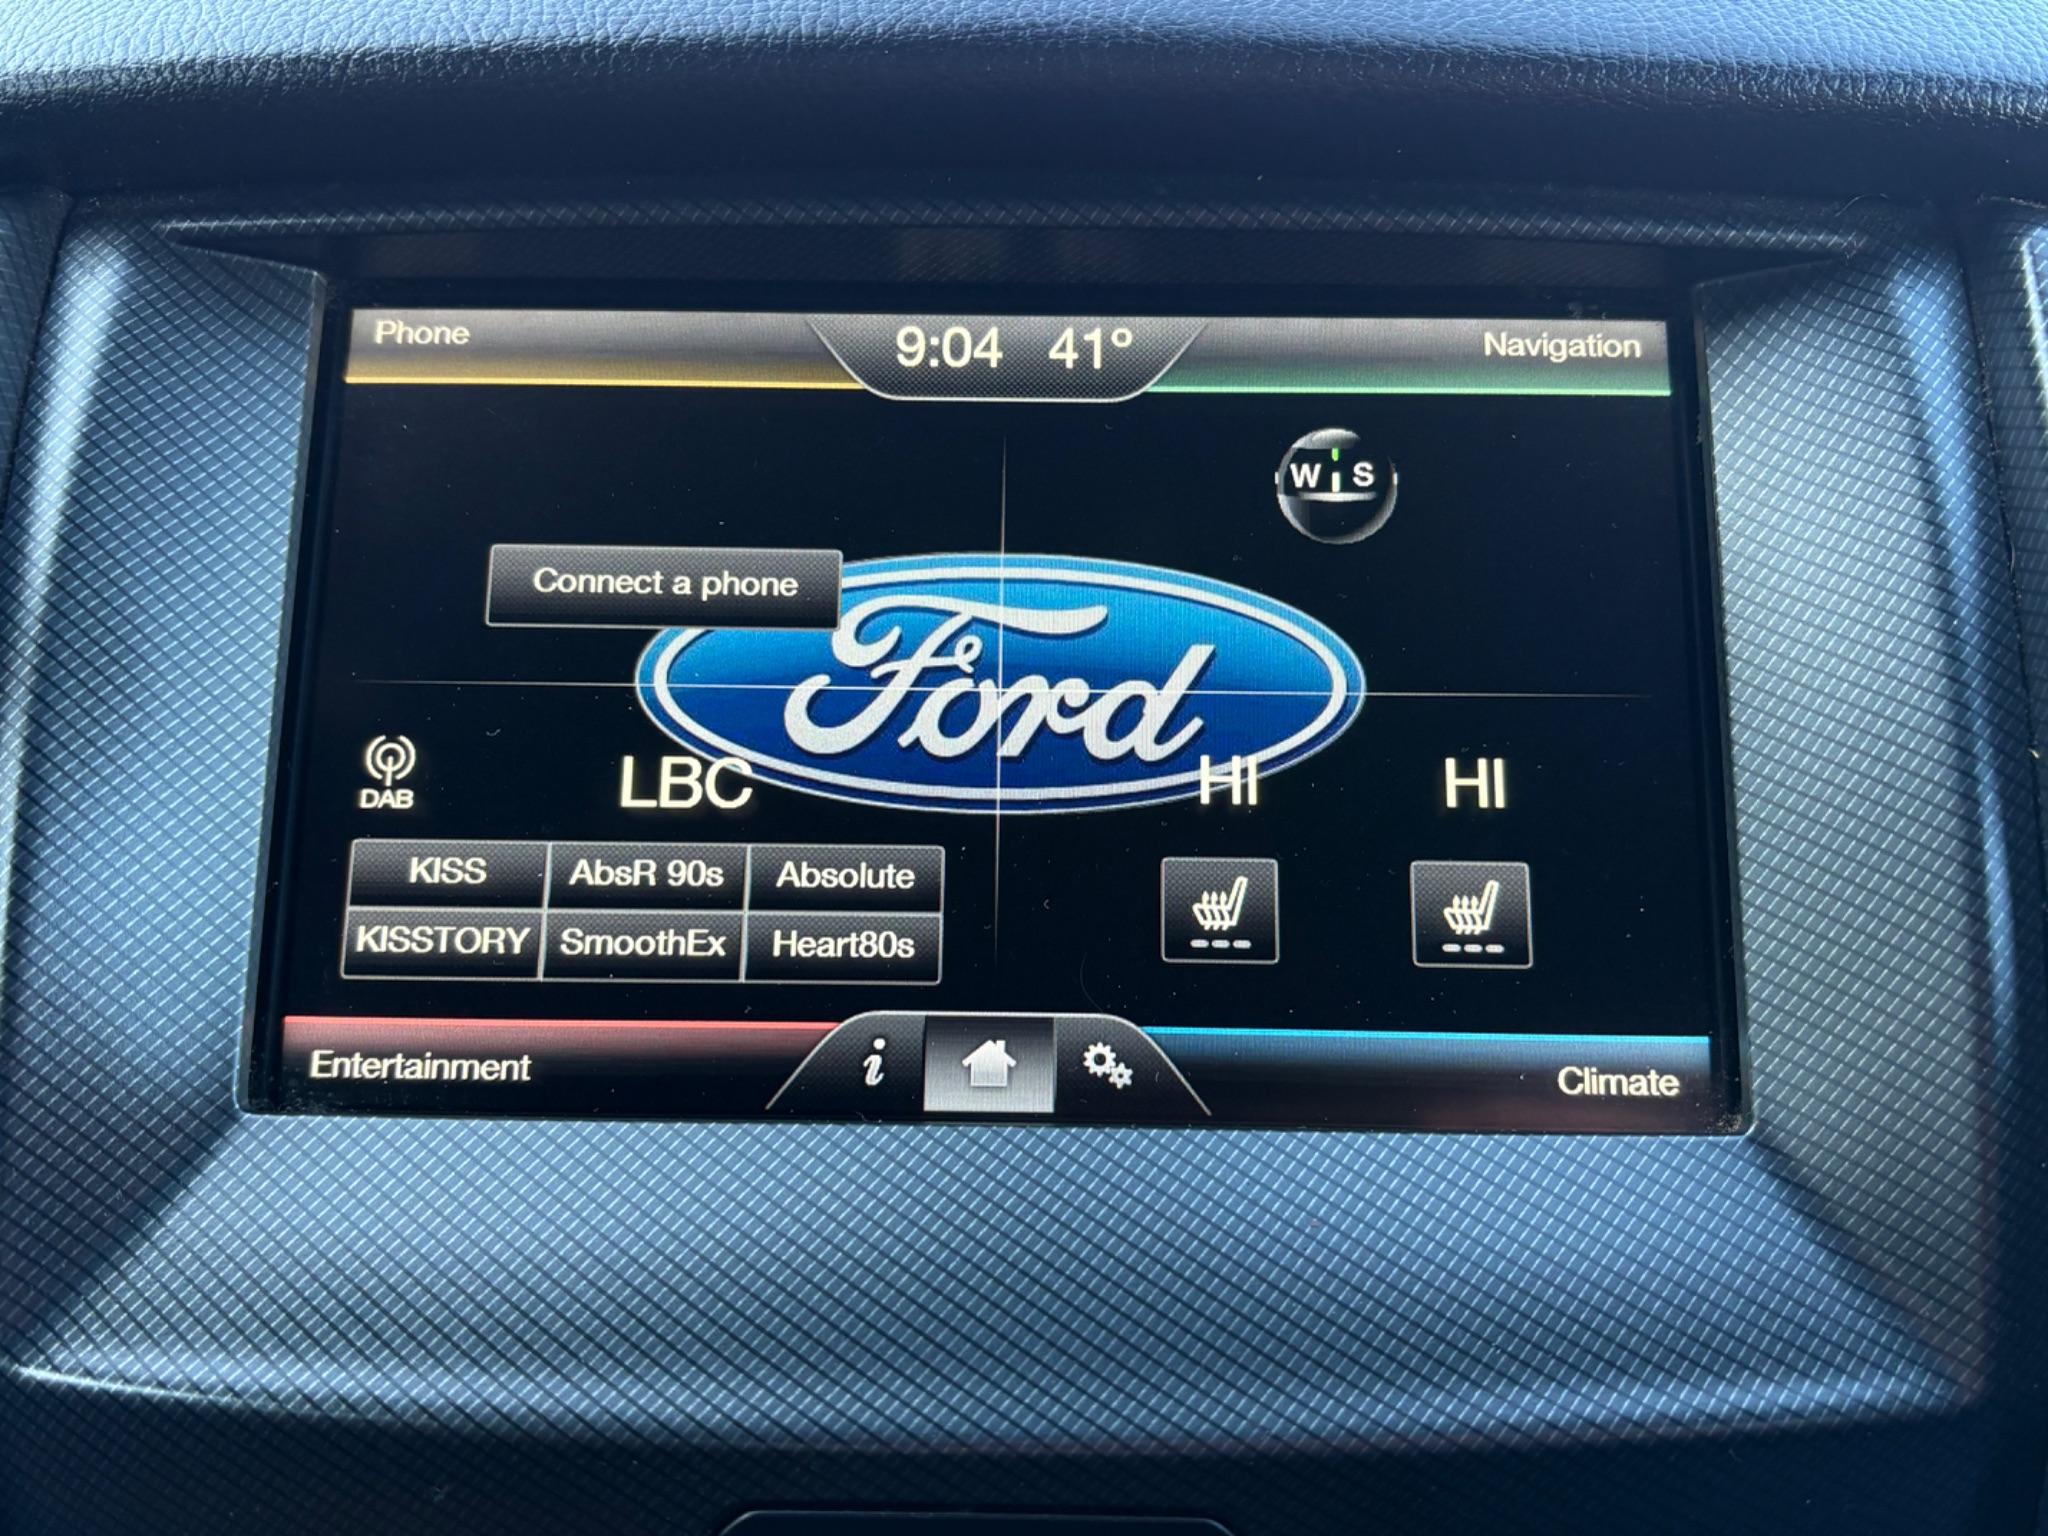 Phone
9:04 41°
Navigation
W S
Connect a phone
Ford
DAB
LBC
HI
HI
KISS AbsR 90s Absolute
KISSTORY SmoothEx Heart80s
Entertainment
i
Climate